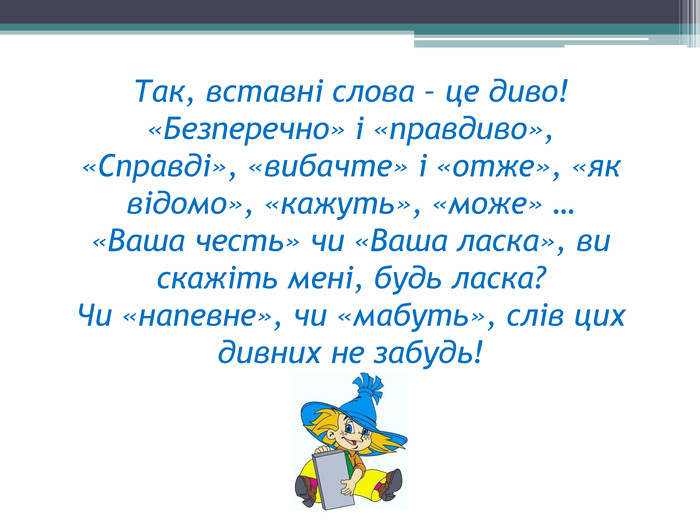 Так, вставні слова – це диво!
«Безперечно» і «правдиво»,
«Справді», «вибачте» і «отже», «як
відомо», «кажуть», «може» …
«Ваша честь» чи «Ваша ласка», ви
скажіть мені, будь ласка?
Чи «напевне», чи «мабуть», слів цих
дивних не забудь!